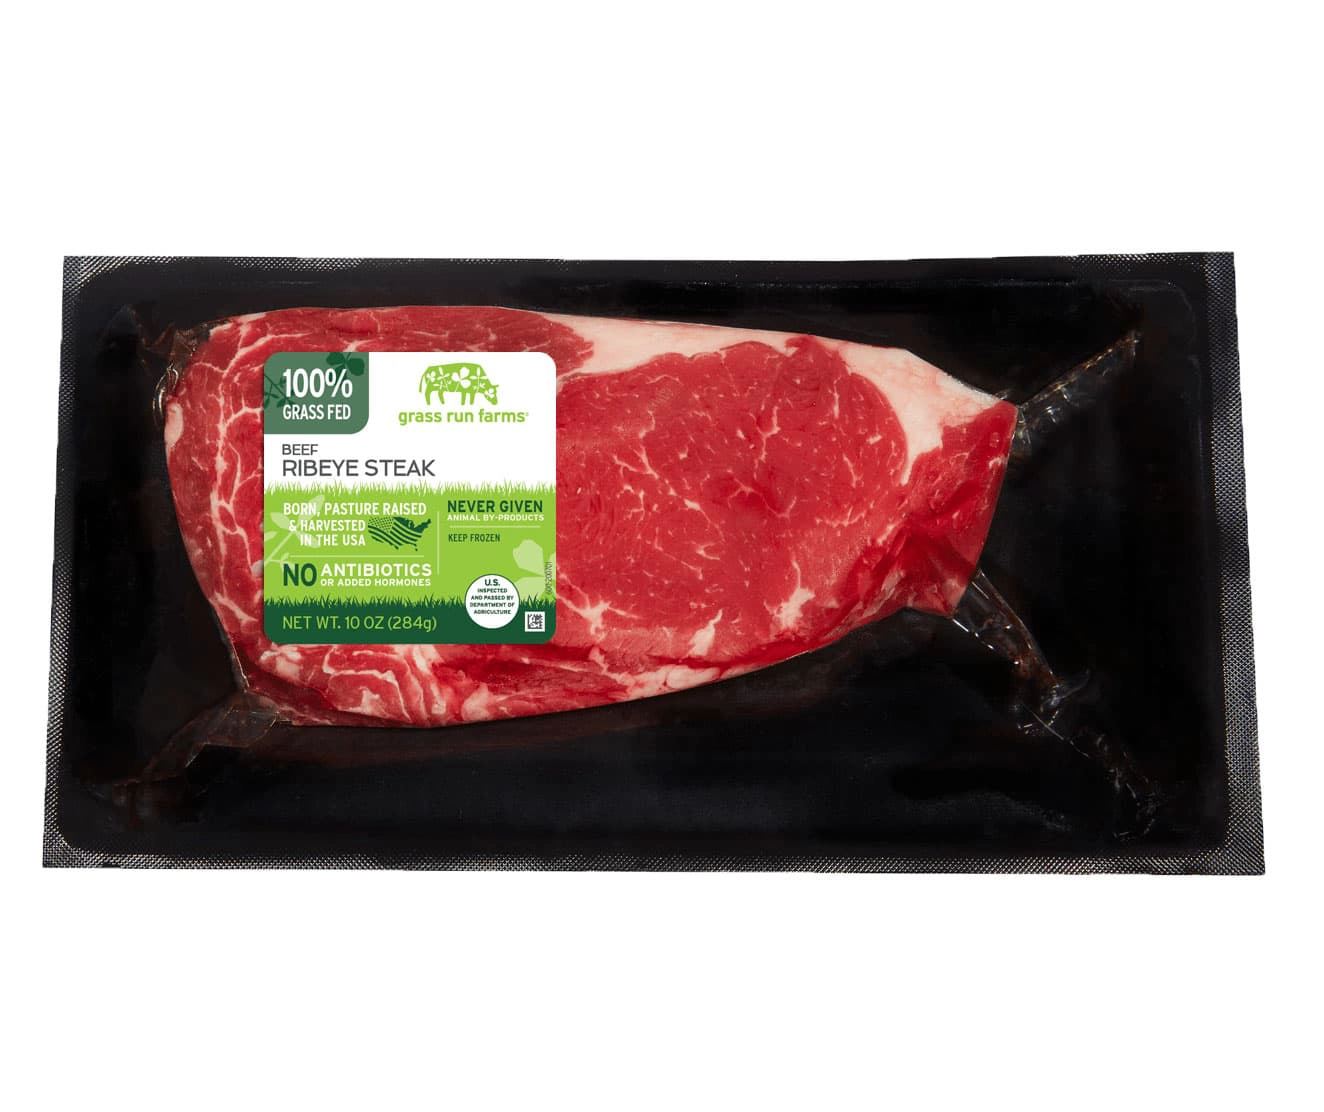 100%
GRASS FED
grass run farms®
BEEF
RIBEYE STEAK
BORN, PASTURE RAISED
& HARVESTED
IN THE USA
NEVER GIVEN
ANIMAL BY-PRODUCTS
KEEP FROZEN
NO ANTIBIOTICS
OR ADDED HORMONES
U.S.
INSPECTED
AND PASSED BY
DEPARTMENT OF
AGRICULTURE
NET WT. 10 OZ (284g)